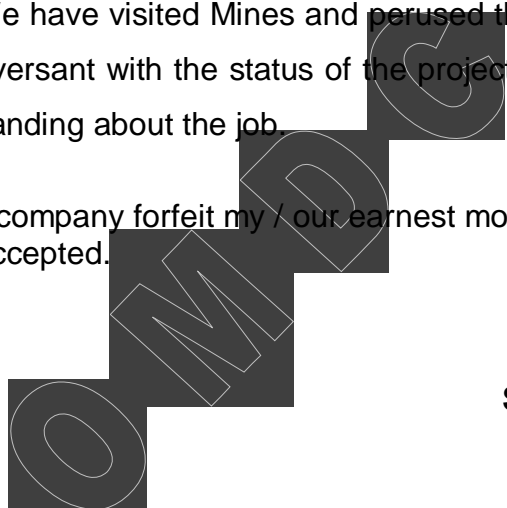 e have visited Mines and perused th
versant with the status of the project
anding about the job.
company forfeit my / our earnest mo
ccepted.
S
OMDC